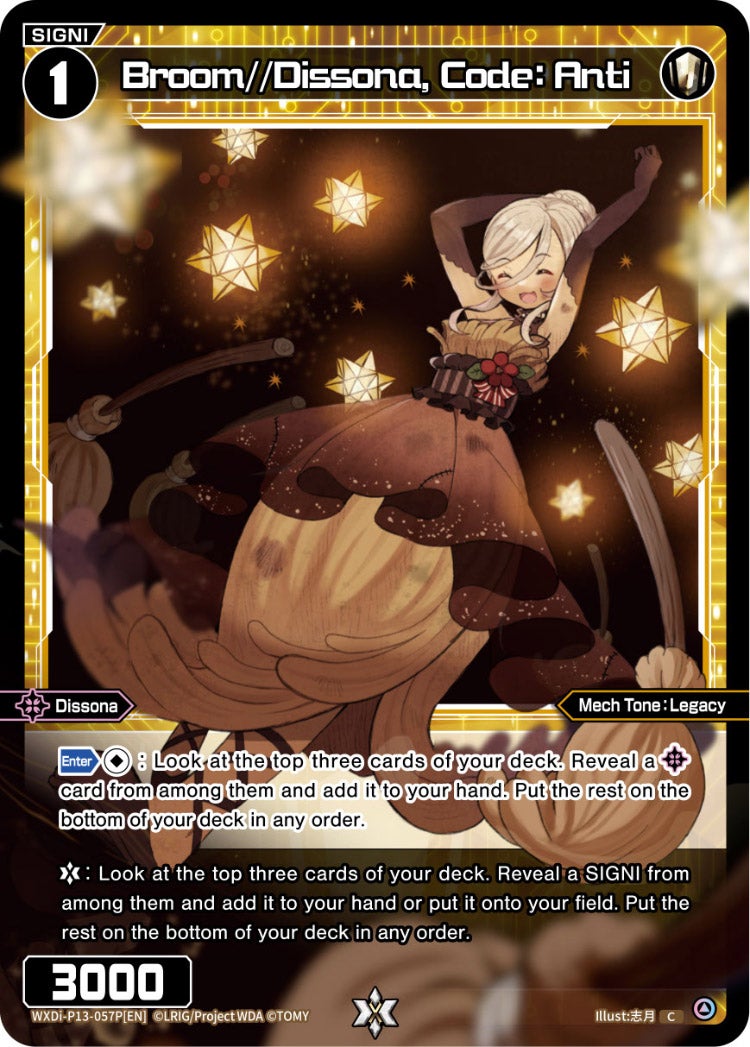 SIGNI
1
Broom//Dissona, Code: Anti
Dissona
Mech Tone:Legacy
Enter : Look at the top three cards of your deck. Reveal a
card from among them and add it to your hand. Put the rest on the
bottom of your deck in any order.
: Look at the top three cards of your deck. Reveal a SIGNI from
among them and add it to your hand or put it onto your field. Put the
rest on the bottom of your deck in any order.
3000
WXDi-P13-057P[EN] ©LRIG/Project WDA ©TOMY
Illust:志月 C